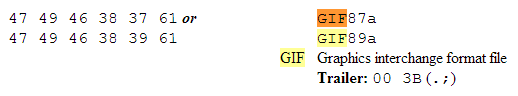 47 49 46 38 37 61 or GIF87a
47 49 46 38 39 61 GIF89a
GIF Graphics interchange format file
Trailer: 00 3B (.;)